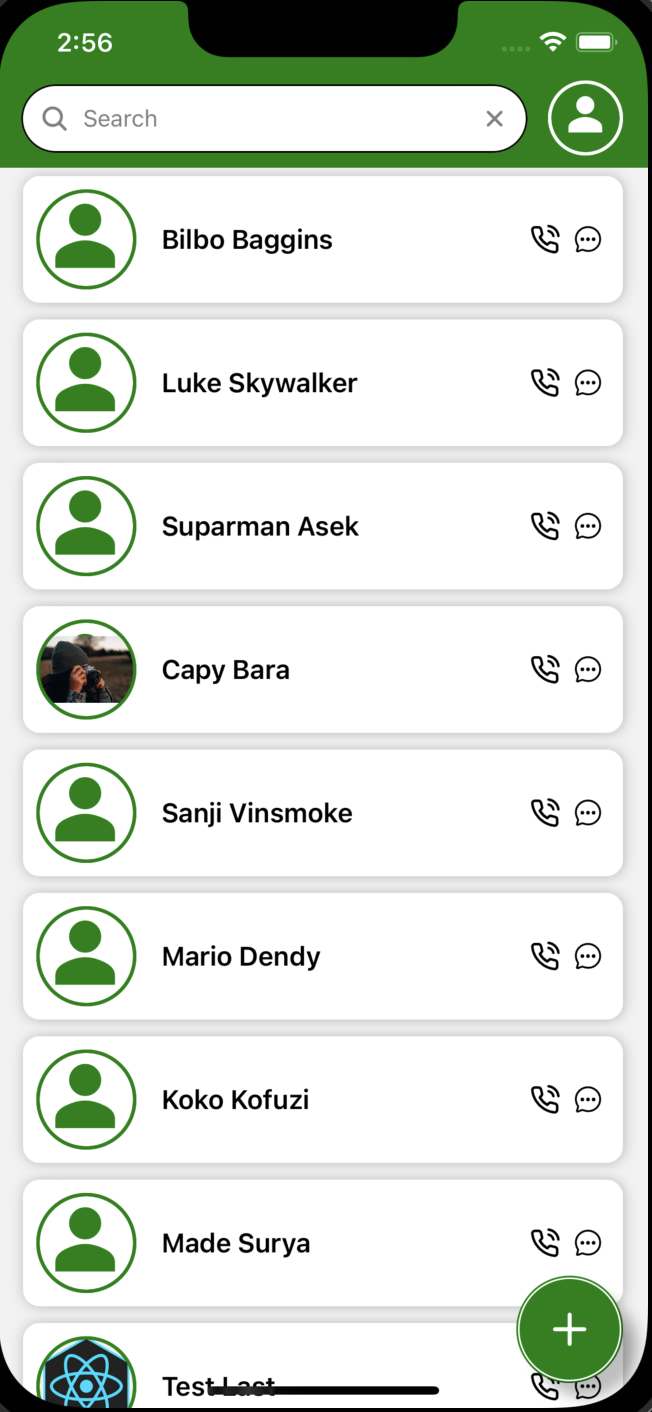 2:56
Search
Bilbo Baggins
Luke Skywalker
Suparman Asek
Capy Bara
Sanji Vinsmoke
Mario Dendy
Koko Kofuzi
Made Surya
Test Last